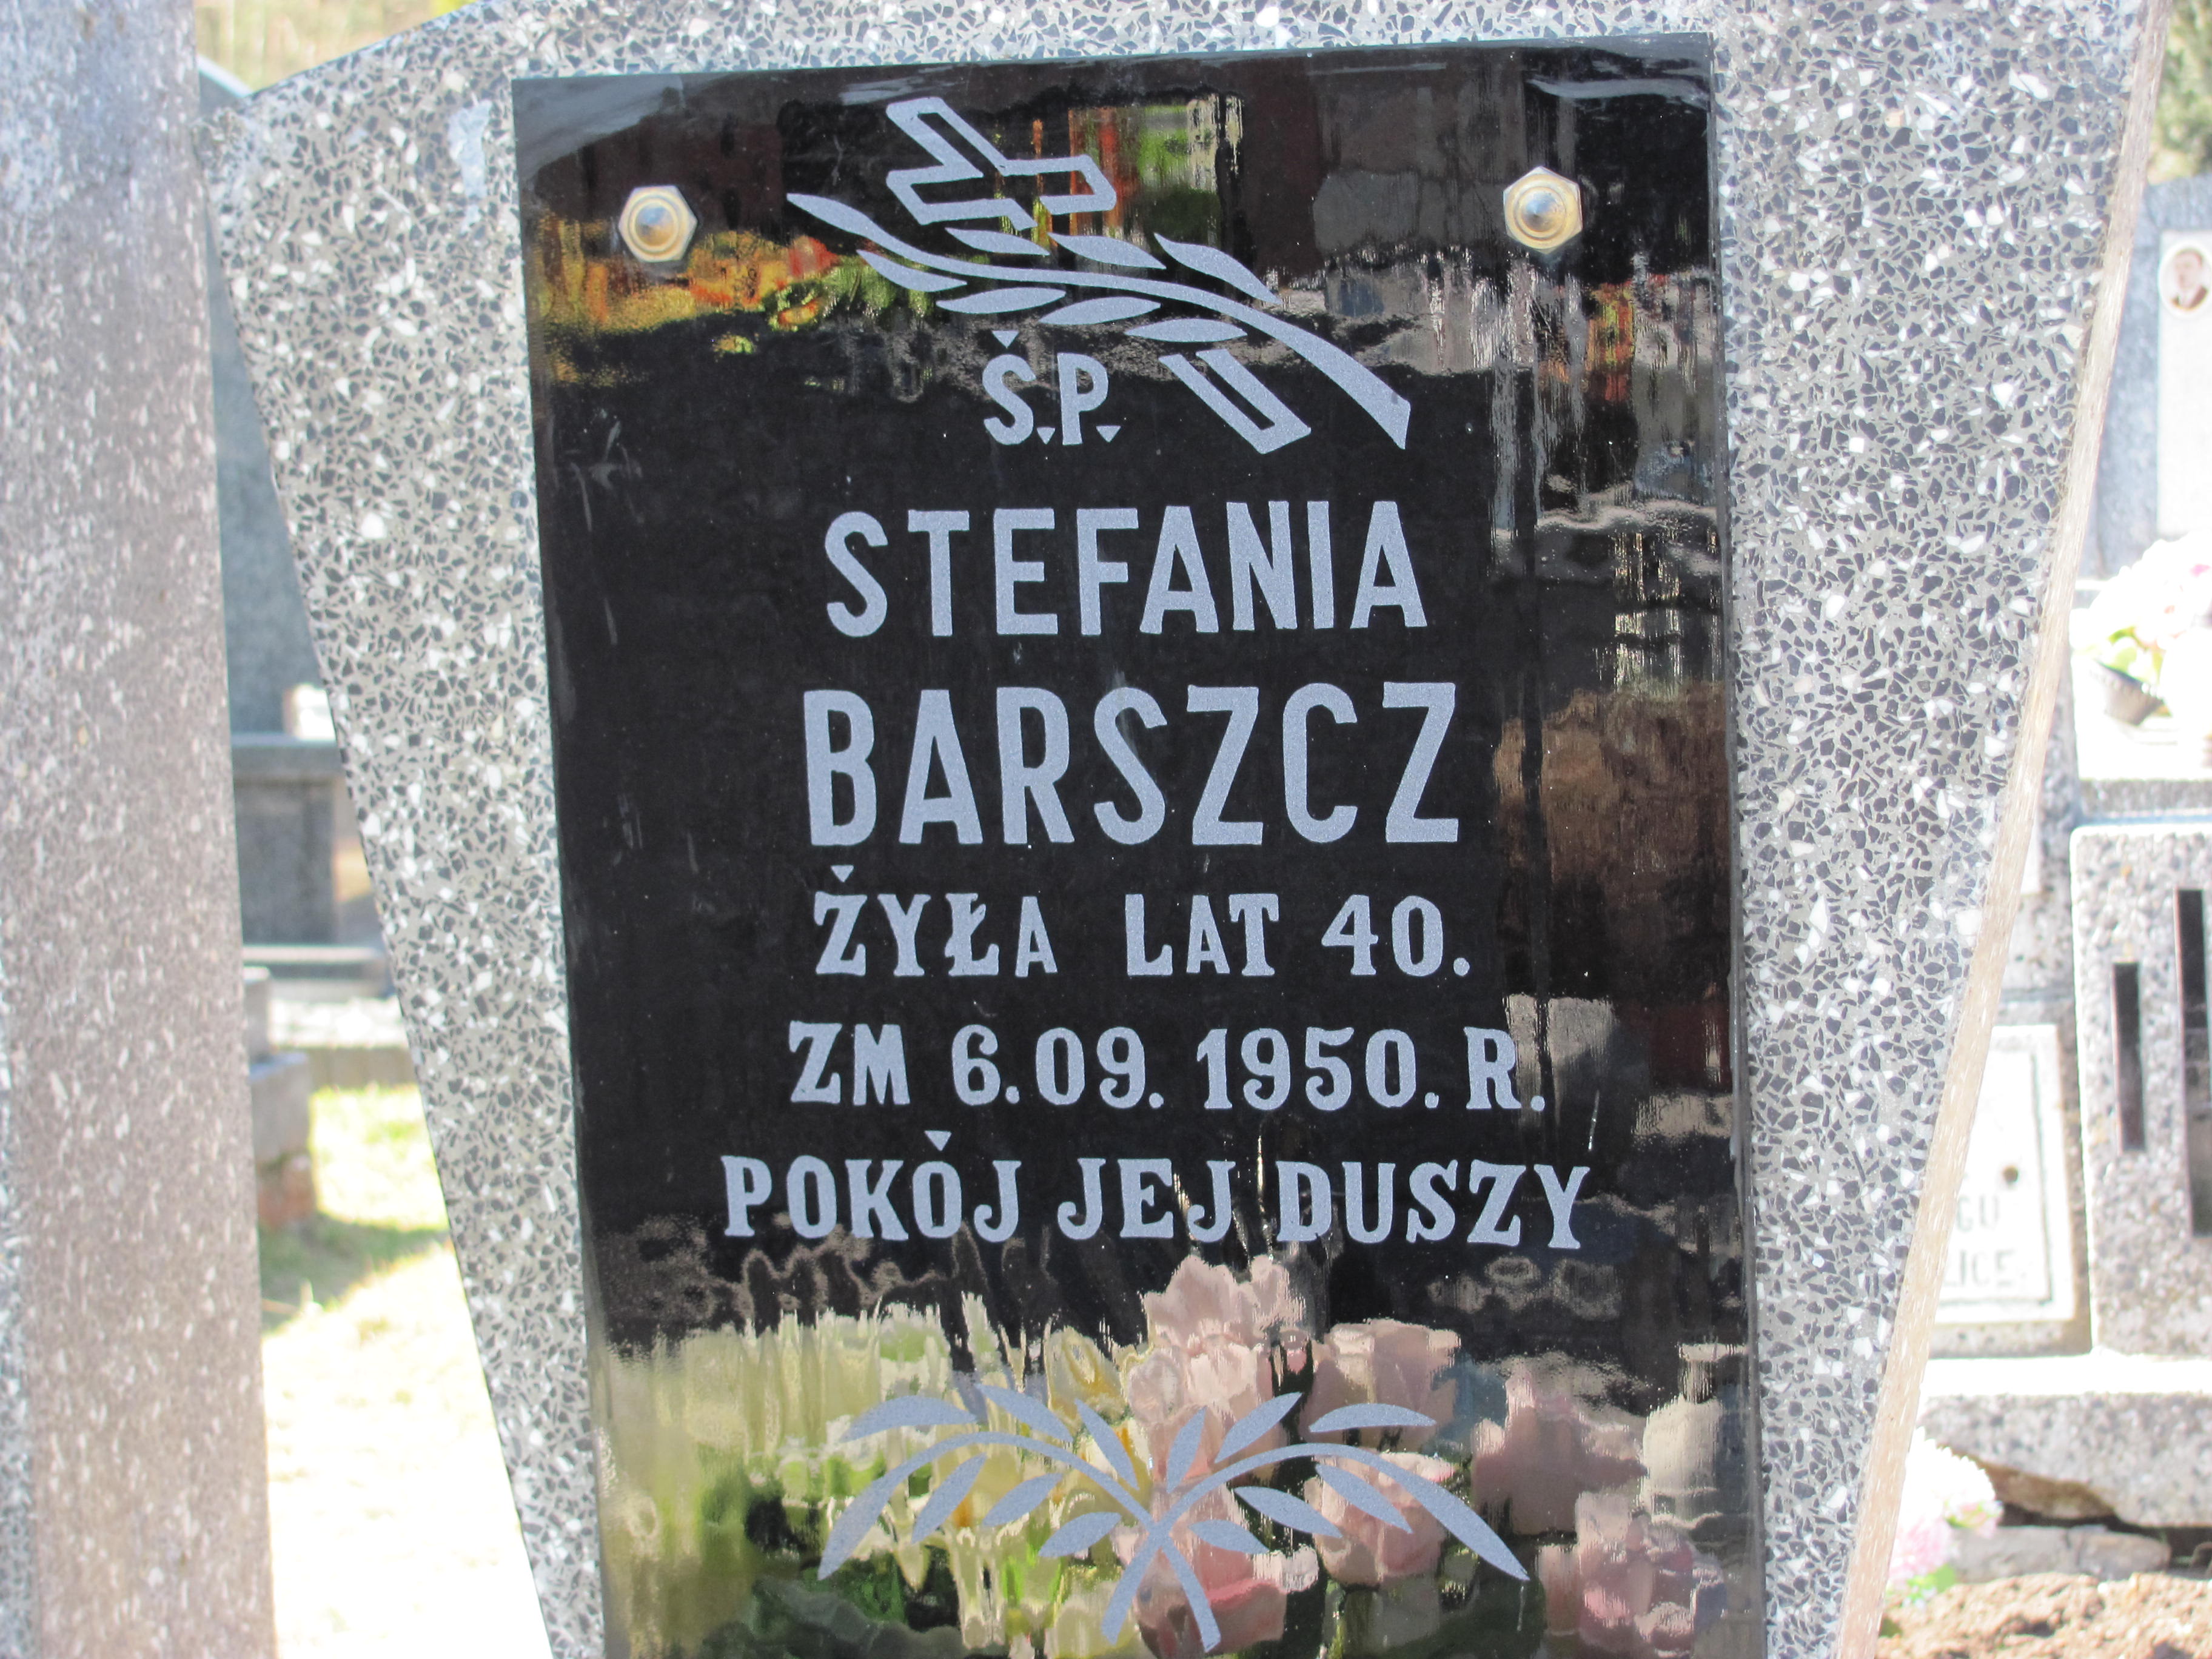 Ś.P.
STEFANIA
BARSZCZ
ŻYŁA LAT 40.
ZM 6.09.1950.R.
POKÓJ JEJ DUSZY